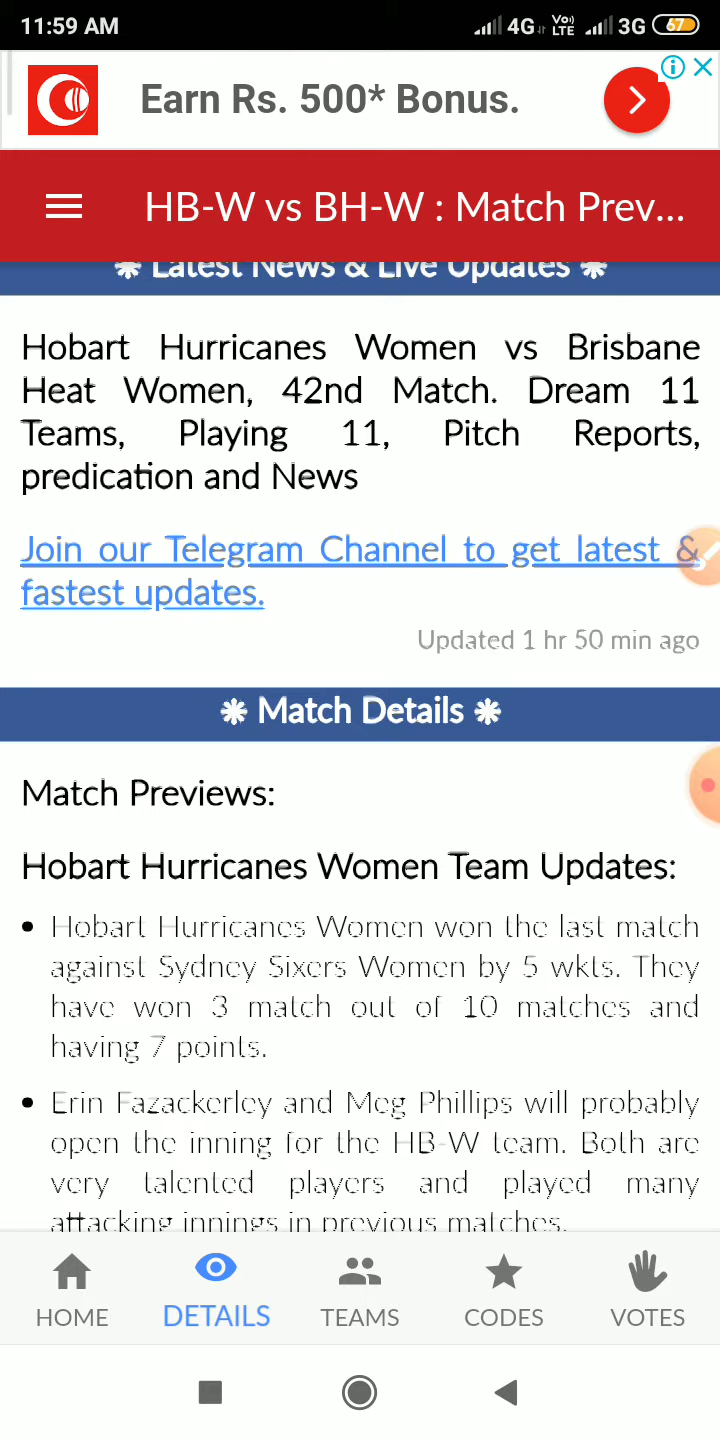 11:59 AM 4G VoLTE 3G 67
Earn Rs. 500* Bonus.
HB-W vs BH-W : Match Prev...
Latest News & Live Updates
Hobart Hurricanes Women vs Brisbane
Heat Women, 42nd Match. Dream 11
Teams, Playing 11, Pitch Reports,
predication and News
Join our Telegram Channel to get latest &
fastest updates.
Updated 1 hr 50 min ago
Match Details
Match Previews:
Hobart Hurricanes Women Team Updates:
• Hobart Hurricanes Women won the last match
against Sydney Sixers Women by 5 wkts. They
have won 3 match out of 10 matches and
having 7 points.
• Erin Fazackerley and Meg Phillips will probably
open the inning for the HB-W team. Both are
very talented players and played many
attacking innings in previous matches.
HOME DETAILS TEAMS CODES VOTES